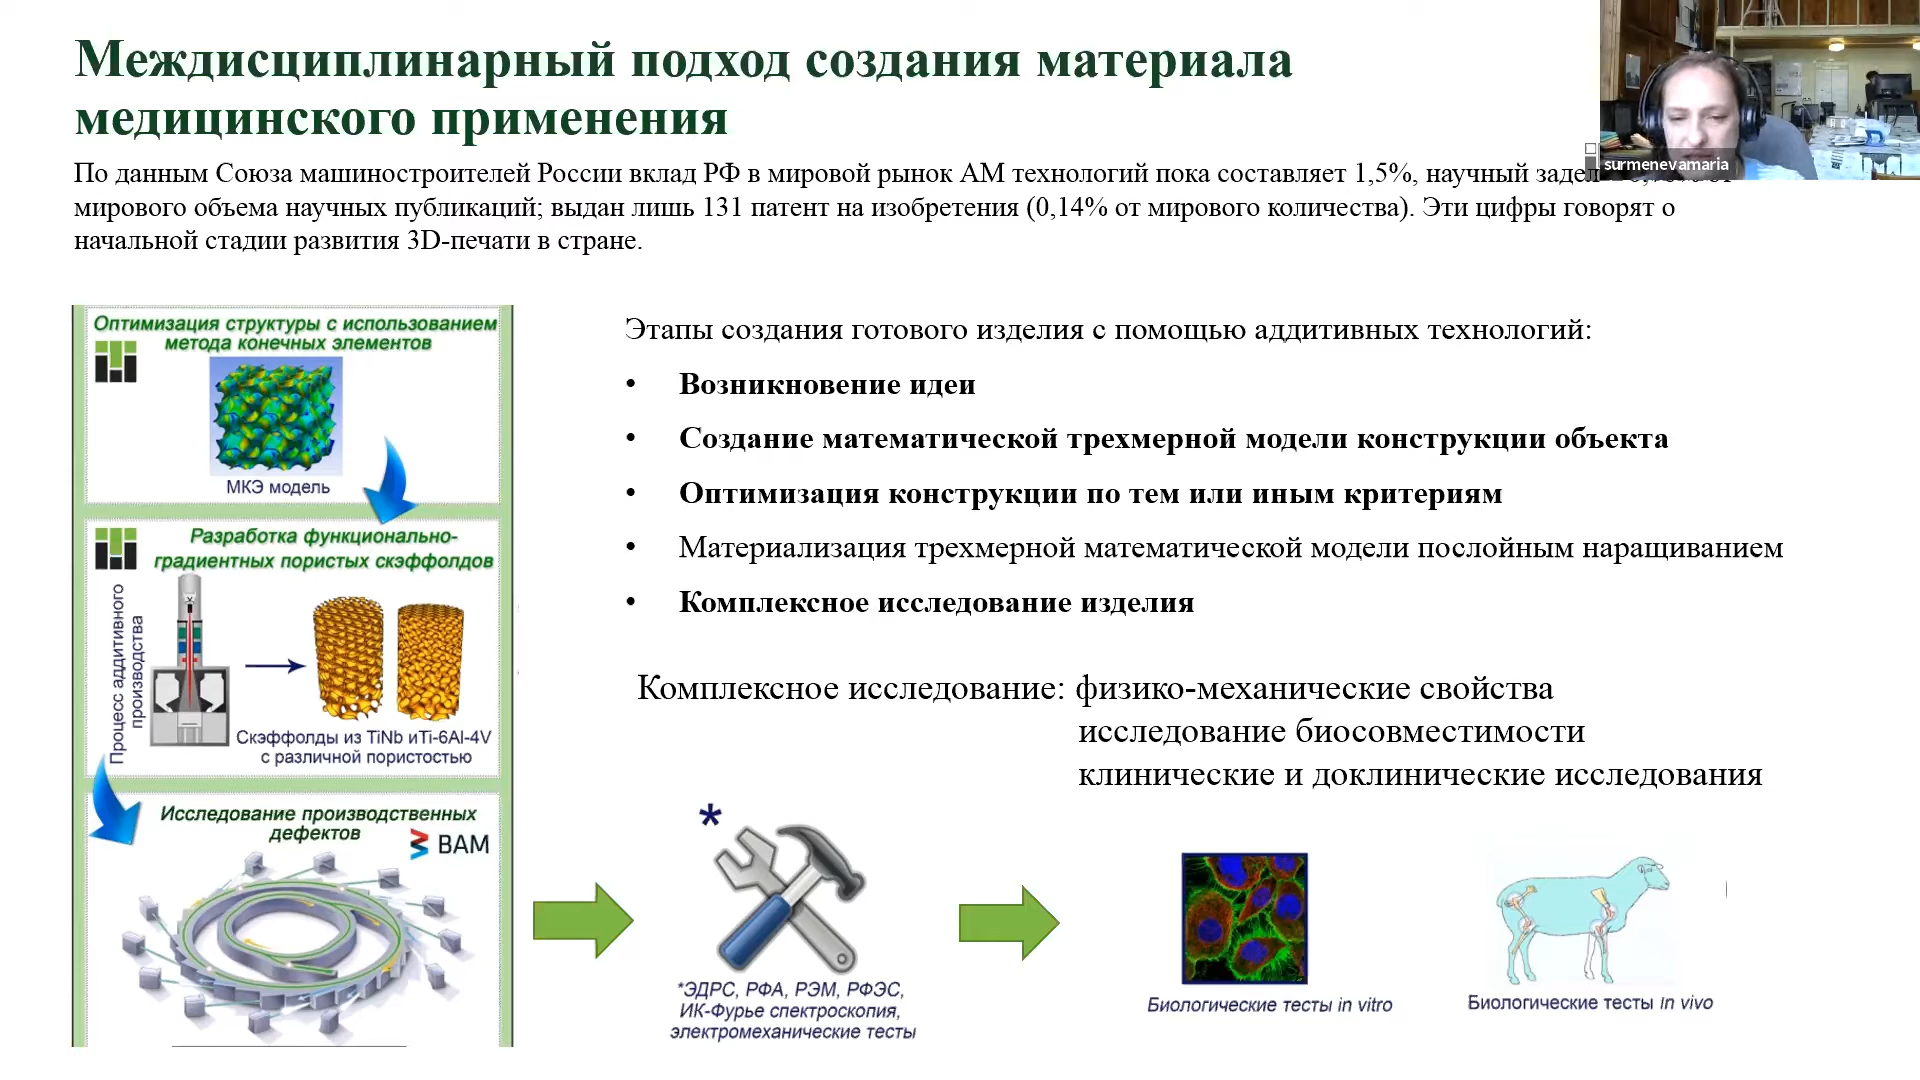 Междисциплинарный подход создания материала
медицинского применения
surmenevamaria
По данным Союза машиностроителей России вклад РФ в мировой рынок АМ технологий пока составляет 1,5%, научный задел
мирового объема научных публикаций; выдан лишь 131 патент на изобретения (0,14% от мирового количества). Эти цифры говорят о
начальной стадии развития 3D-печати в стране.
Оптимизация структуры с использованием
метода конечных элементов
МКЭ модель
Разработка функционально-
градиентных пористых скэффолдов
Процесс аддитивного
производства
Скэффолды из TiNb иTi-6Al-4V
с различной пористостью
Исследование производственных
дефектов
BAM
Этапы создания готового изделия с помощью аддитивных технологий:
• Возникновение идеи
• Создание математической трехмерной модели конструкции объекта
• Оптимизация конструкции по тем или иным критериям
• Материализация трехмерной математической модели послойным наращиванием
• Комплексное исследование изделия
Комплексное исследование: физико-механические свойства
исследование биосовместимости
клинические и доклинические исследования
*
*ЭДРС, РФА, РЭМ, РФЭС,
ИК-Фурье спектроскопия,
электромеханические тесты
Биологические тесты in vitro
Биологические тесты In vivo